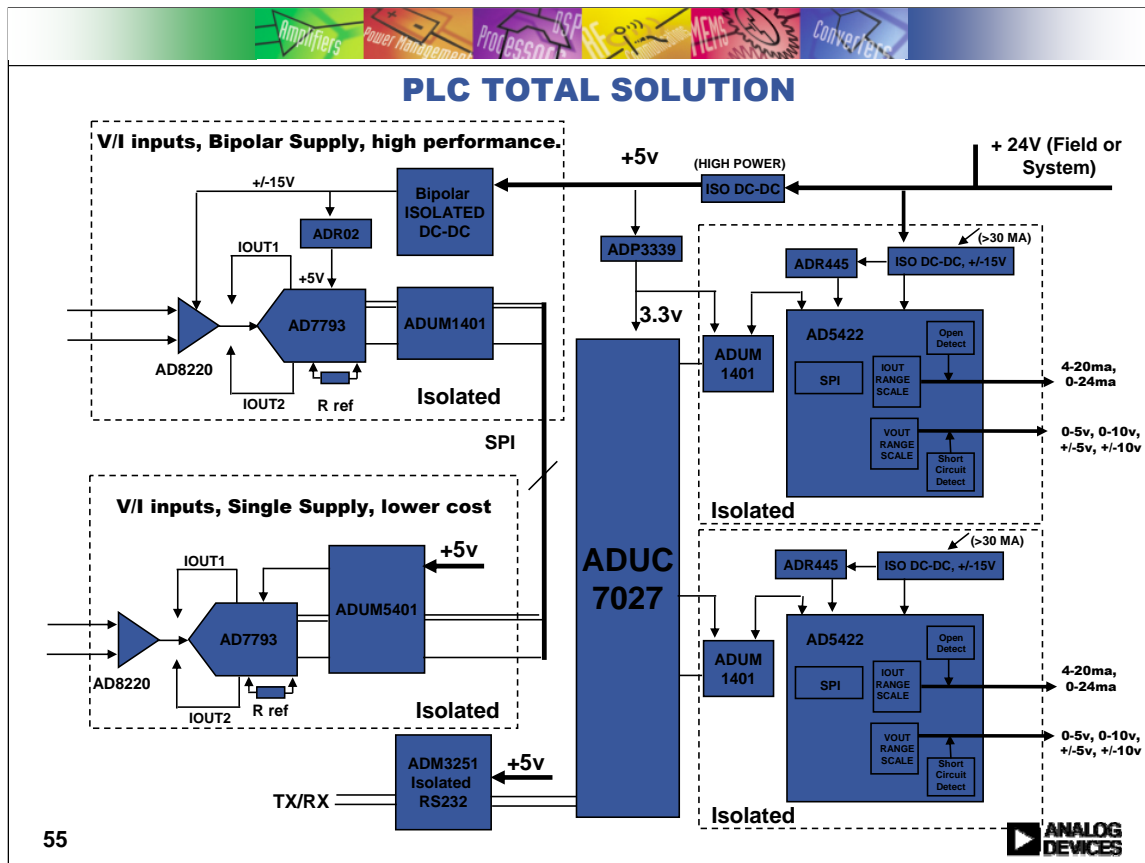 Amplifiers
Power Management
Processors DSP
RF Communications
MEMS
Converters
PLC TOTAL SOLUTION
V/I inputs, Bipolar Supply, high performance.
+/-15V
Bipolar
ISOLATED
DC-DC
ADR02
IOUT1
+5V
AD7793
ADUM1401
AD8220
IOUT2
R ref
Isolated
SPI
+5v
(HIGH POWER)
ISO DC-DC
+ 24V (Field or
System)
ADP3339
3.3v
ADUC
7027
V/I inputs, Single Supply, lower cost
IOUT1
+5v
ADUM5401
AD7793
AD8220
IOUT2
R ref
Isolated
ADM3251
Isolated
RS232
+5v
TX/RX
(>30 MA)
ADR445
ISO DC-DC, +/-15V
ADUM
1401
AD5422
Open
Detect
SPI
IOUT
RANGE
SCALE
4-20ma,
0-24ma
VOUT
RANGE
SCALE
0-5v, 0-10v,
+/-5v, +/-10v
Short
Circuit
Detect
Isolated
(>30 MA)
ADR445
ISO DC-DC, +/-15V
ADUM
1401
AD5422
Open
Detect
SPI
IOUT
RANGE
SCALE
4-20ma,
0-24ma
VOUT
RANGE
SCALE
0-5v, 0-10v,
+/-5v, +/-10v
Short
Circuit
Detect
Isolated
55
ANALOG
DEVICES